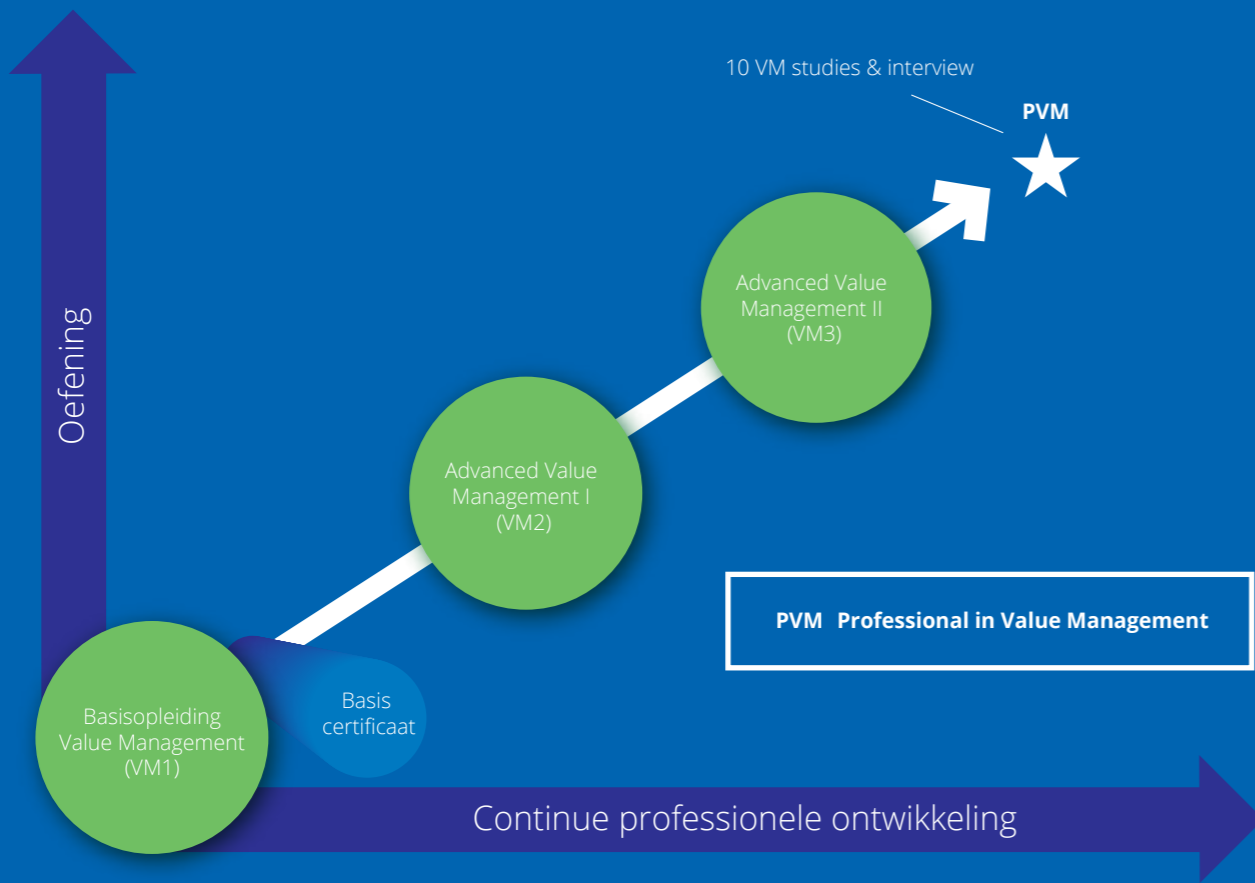 10 VM studies & interview
PVM
Advanced Value
Management II
(VM3)
Oefening
Advanced Value
Management I
(VM2)
PVM Professional in Value Management
Basis
certificaat
Basisopleiding
Value Management
(VM1)
Continue professionele ontwikkeling